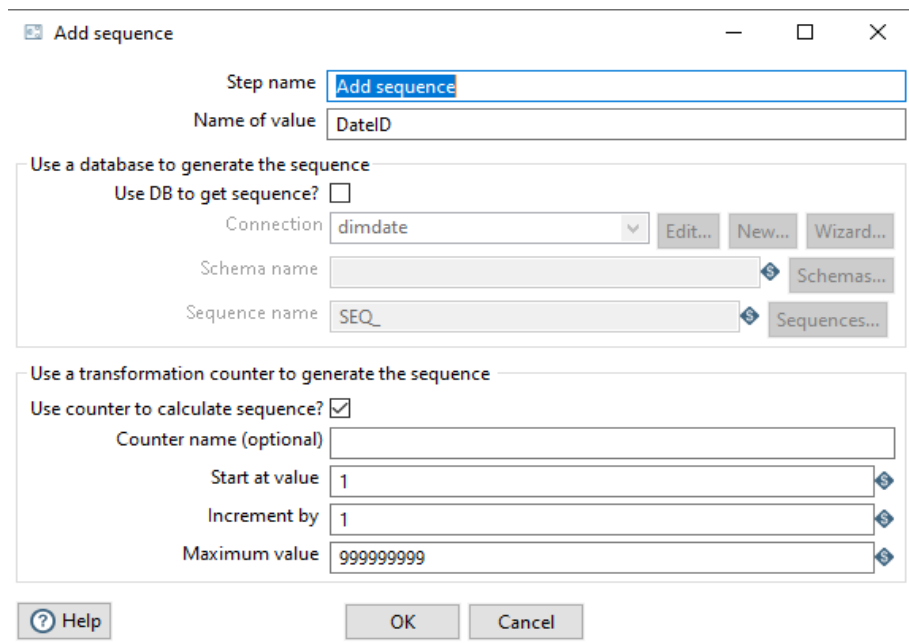 Add sequence
Step name Add sequence
Name of value DateID
Use a database to generate the sequence
Use DB to get sequence?
Connection dimdate Edit... New... Wizard...
Schema name Schemas...
Sequence name SEQ_ Sequences...
Use a transformation counter to generate the sequence
Use counter to calculate sequence?
Counter name (optional)
Start at value 1
Increment by 1
Maximum value 999999999
Help OK Cancel